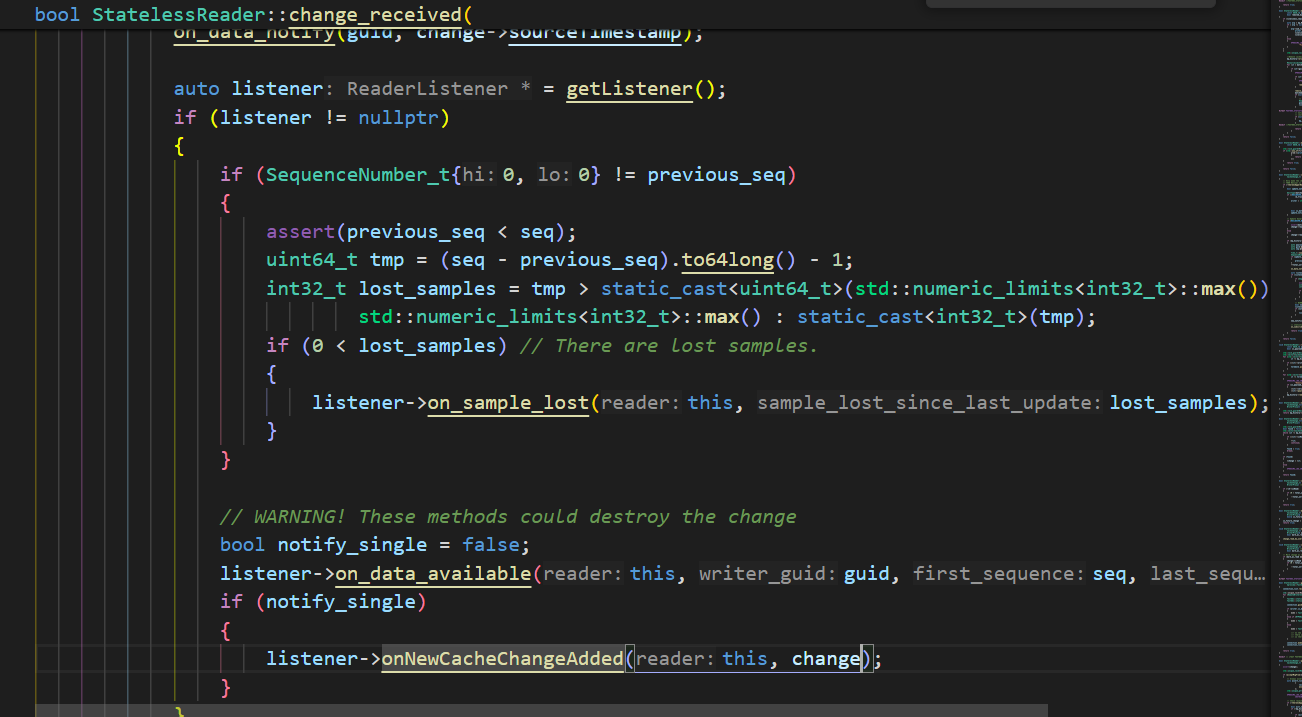 bool StatelessReader::change_received(
on_data_notify(guid, change->sourceTimestamp);
auto listener: ReaderListener * = getListener();
if (listener != nullptr)
{
if (SequenceNumber_t{hi: 0, lo: 0} != previous_seq)
{
assert(previous_seq < seq);
uint64_t tmp = (seq - previous_seq).to64long() - 1;
int32_t lost_samples = tmp > static_cast<uint64_t>(std::numeric_limits<int32_t>::max())
std::numeric_limits<int32_t>::max() : static_cast<int32_t>(tmp);
if (0 < lost_samples) // There are lost samples.
{
listener->on_sample_lost(reader: this, sample_lost_since_last_update: lost_samples);
}
}
// WARNING! These methods could destroy the change
bool notify_single = false;
listener->on_data_available(reader: this, writer_guid: guid, first_sequence: seq, last_sequ…
if (notify_single)
{
listener->onNewCacheChangeAdded(reader: this, change);
}
}